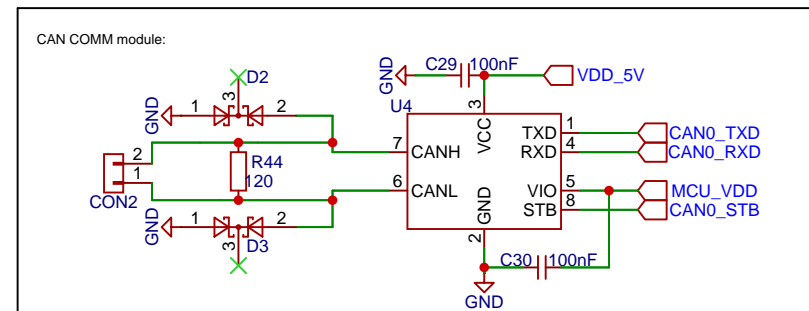 CAN COMM module:
C29 100nF
GND
VDD_5V
D2
3
1
2
GND
U4
3
VCC
TXD
1
CAN0_TXD
RXD
4
CAN0_RXD
7
CANH
2
1
CON2
R44
120
6
CANL
VIO
5
MCU_VDD
STB
8
CAN0_STB
GND
2
GND
1
2
3
D3
C30 100nF
GND